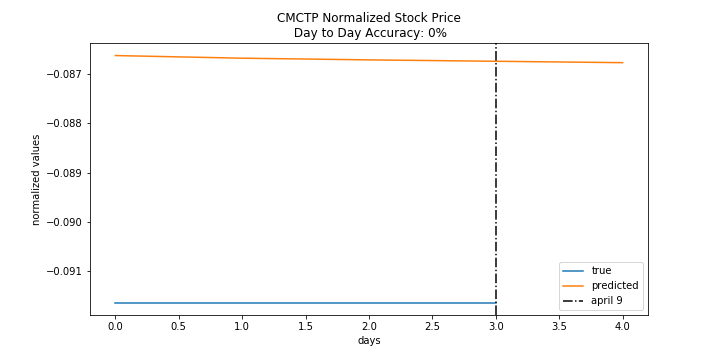 CMCTP Normalized Stock Price
Day to Day Accuracy: 0%
normalized values
−0.087
−0.088
−0.089
−0.090
−0.091
0.0 0.5 1.0 1.5 2.0 2.5 3.0 3.5 4.0
days
true
predicted
april 9